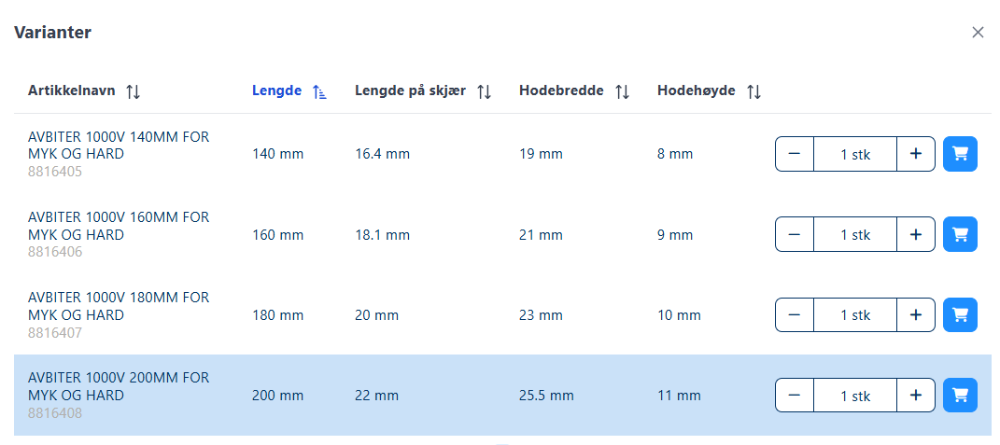 Varianter
Artikkelnavn Lengde Lengde på skjær Hodebredde Hodehøyde
AVBITER 1000V 140MM FOR
MYK OG HARD
8816405
140 mm 16.4 mm 19 mm 8 mm 1 stk
AVBITER 1000V 160MM FOR
MYK OG HARD
8816406
160 mm 18.1 mm 21 mm 9 mm 1 stk
AVBITER 1000V 180MM FOR
MYK OG HARD
8816407
180 mm 20 mm 23 mm 10 mm 1 stk
AVBITER 1000V 200MM FOR
MYK OG HARD
8816408
200 mm 22 mm 25.5 mm 11 mm 1 stk